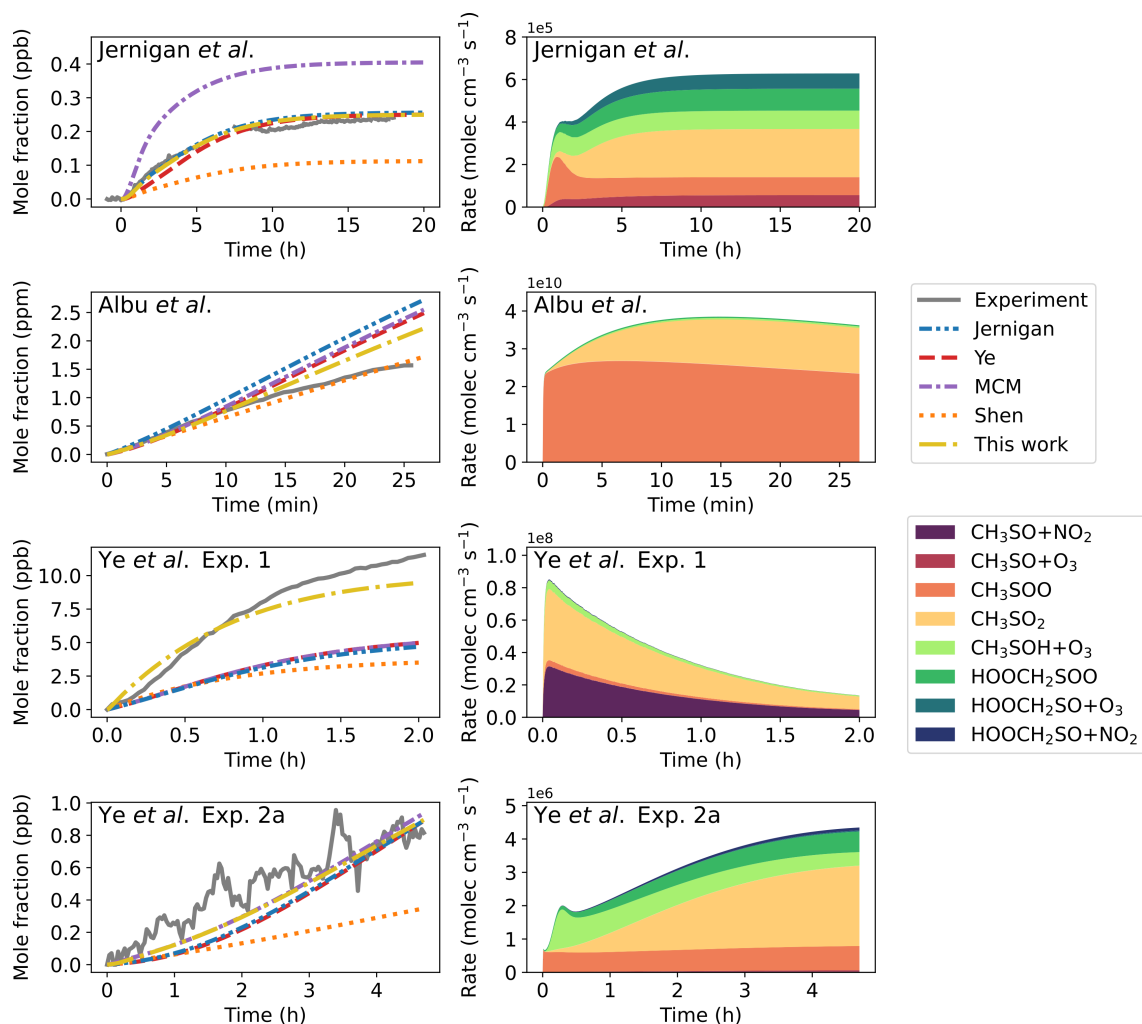 Jernigan et al.
Mole fraction (ppb)
0.4
0.3
0.2
0.1
0.0
0 5 10 15 20
Time (h)
1e5
Jernigan et al.
Rate (molec cm⁻³ s⁻¹)
8
6
4
2
0
0 5 10 15 20
Time (h)
Albu et al.
Mole fraction (ppm)
2.5
2.0
1.5
1.0
0.5
0.0
0 5 10 15 20 25
Time (min)
1e10
Albu et al.
Rate (molec cm⁻³ s⁻¹)
4
3
2
1
0
0 5 10 15 20 25
Time (min)
Experiment
Jernigan
Ye
MCM
Shen
This work
Ye et al. Exp. 1
Mole fraction (ppb)
10.0
7.5
5.0
2.5
0.0
0.0 0.5 1.0 1.5 2.0
Time (h)
1e8
Ye et al. Exp. 1
Rate (molec cm⁻³ s⁻¹)
1.0
0.8
0.6
0.4
0.2
0.0
0.0 0.5 1.0 1.5 2.0
Time (h)
CH₃SO+NO₂
CH₃SO+O₃
CH₃SOO
CH₃SO₂
CH₃SOH+O₃
HOOCH₂SOO
HOOCH₂SO+O₃
HOOCH₂SO+NO₂
Ye et al. Exp. 2a
Mole fraction (ppb)
1.0
0.8
0.6
0.4
0.2
0.0
0 1 2 3 4
Time (h)
1e6
Ye et al. Exp. 2a
Rate (molec cm⁻³ s⁻¹)
5
4
3
2
1
0
0 1 2 3 4
Time (h)